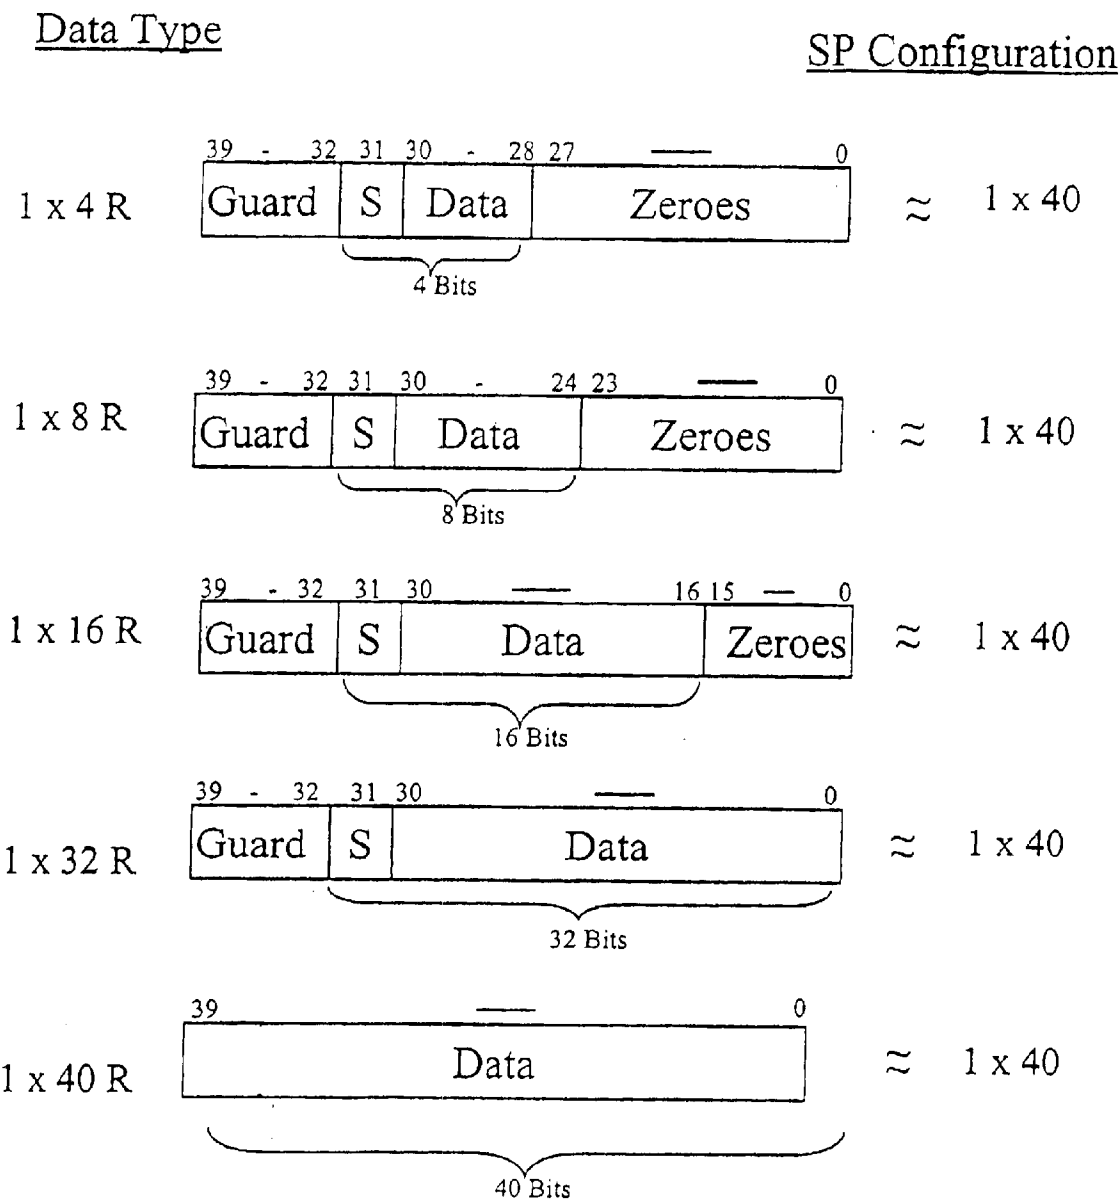 Data Type
SP Configuration
39 - 32 31 30 - 28 27 — 0
1 x 4 R Guard S Data Zeroes ≈ 1 x 40
4 Bits
39 - 32 31 30 - 24 23 — 0
1 x 8 R Guard S Data Zeroes ≈ 1 x 40
8 Bits
39 - 32 31 30 — 16 15 — 0
1 x 16 R Guard S Data Zeroes ≈ 1 x 40
16 Bits
39 - 32 31 30 — 0
1 x 32 R Guard S Data ≈ 1 x 40
32 Bits
39 — 0
1 x 40 R Data ≈ 1 x 40
40 Bits